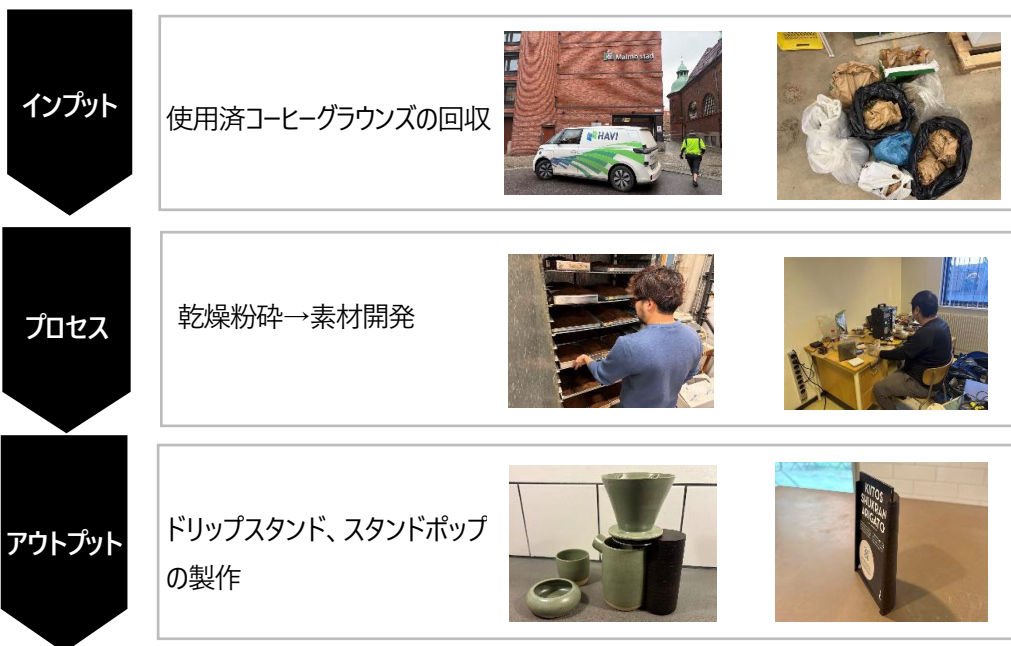 インプット
使用済コーヒーグラウンズの回収
Malmö stad
HAVI
プロセス
乾燥粉砕→素材開発
アウトプット
ドリップスタンド、スタンドポップ
の製作
KIITOS
SHUKRAN
ARIGATO